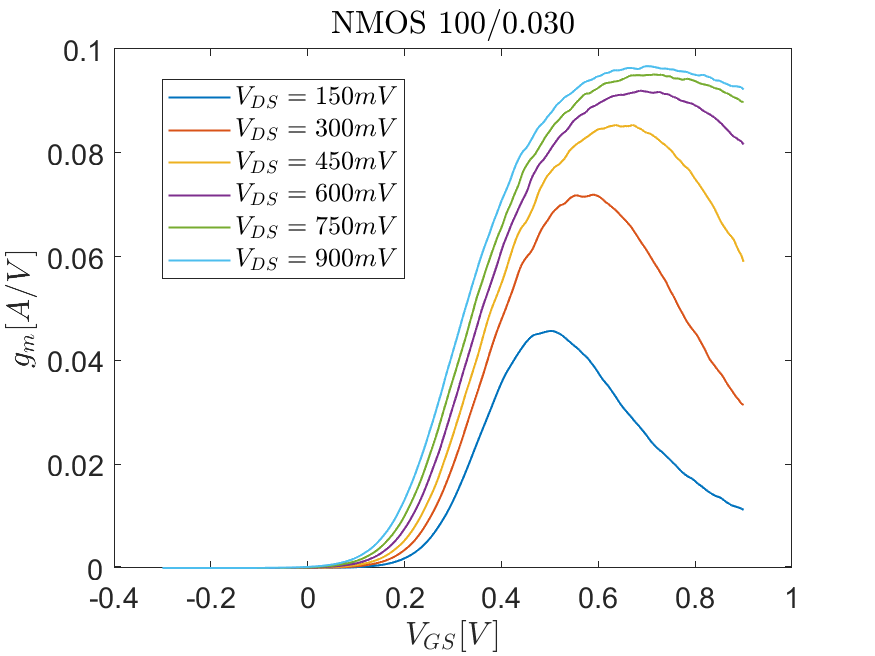 NMOS 100/0.030
0.1
0.08
0.06
0.04
0.02
0
g_m[A/V]
V_DS = 150mV
V_DS = 300mV
V_DS = 450mV
V_DS = 600mV
V_DS = 750mV
V_DS = 900mV
-0.4 -0.2 0 0.2 0.4 0.6 0.8 1
V_GS[V]